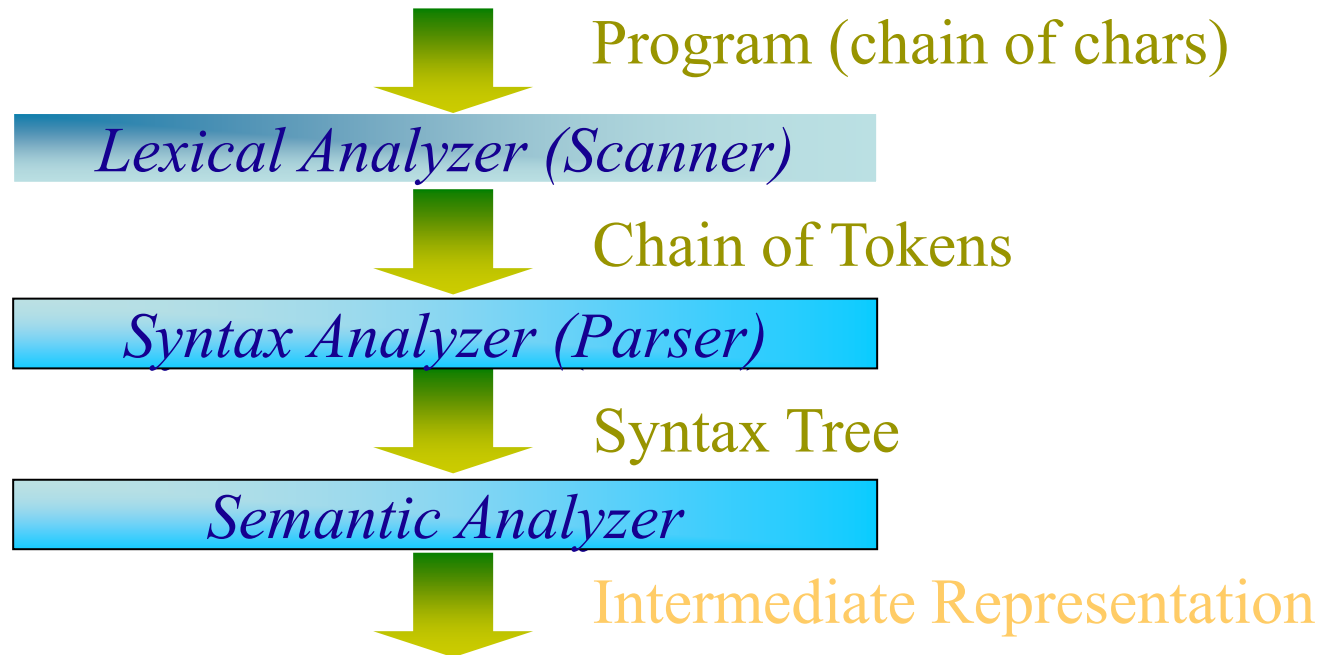 Program (chain of chars)
Lexical Analyzer (Scanner)
Chain of Tokens
Syntax Analyzer (Parser)
Syntax Tree
Semantic Analyzer
Intermediate Representation